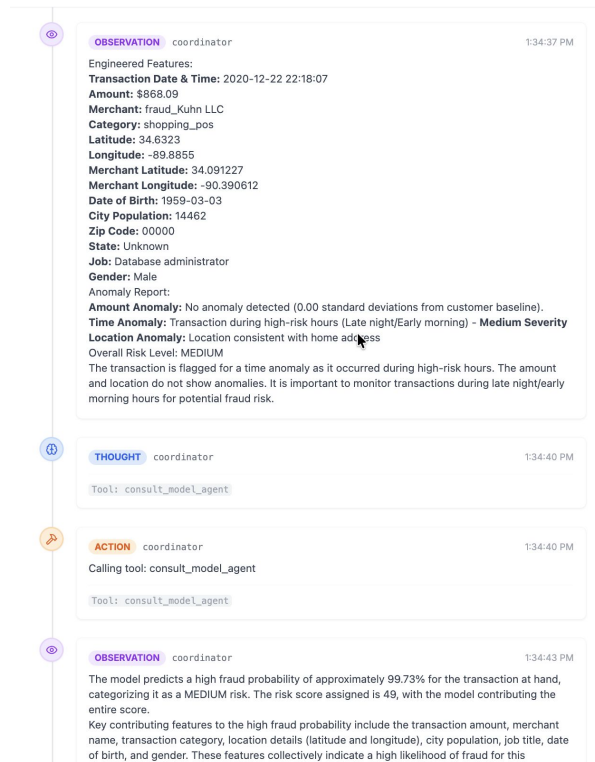 OBSERVATION coordinator 1:34:37 PM
Engineered Features:
Transaction Date & Time: 2020-12-22 22:18:07
Amount: $868.09
Merchant: fraud_Kuhn LLC
Category: shopping_pos
Latitude: 34.6323
Longitude: -89.8855
Merchant Latitude: 34.091227
Merchant Longitude: -90.390612
Date of Birth: 1959-03-03
City Population: 14462
Zip Code: 00000
State: Unknown
Job: Database administrator
Gender: Male
Anomaly Report:
Amount Anomaly: No anomaly detected (0.00 standard deviations from customer baseline).
Time Anomaly: Transaction during high-risk hours (Late night/Early morning) - Medium Severity
Location Anomaly: Location consistent with home address
Overall Risk Level: MEDIUM
The transaction is flagged for a time anomaly as it occurred during high-risk hours. The amount
and location do not show anomalies. It is important to monitor transactions during late night/early
morning hours for potential fraud risk.
THOUGHT coordinator 1:34:40 PM
Tool: consult_model_agent
ACTION coordinator 1:34:40 PM
Calling tool: consult_model_agent
Tool: consult_model_agent
OBSERVATION coordinator 1:34:43 PM
The model predicts a high fraud probability of approximately 99.73% for the transaction at hand,
categorizing it as a MEDIUM risk. The risk score assigned is 49, with the model contributing the
entire score.
Key contributing features to the high fraud probability include the transaction amount, merchant
name, transaction category, location details (latitude and longitude), city population, job title, date
of birth, and gender. These features collectively indicate a high likelihood of fraud for this